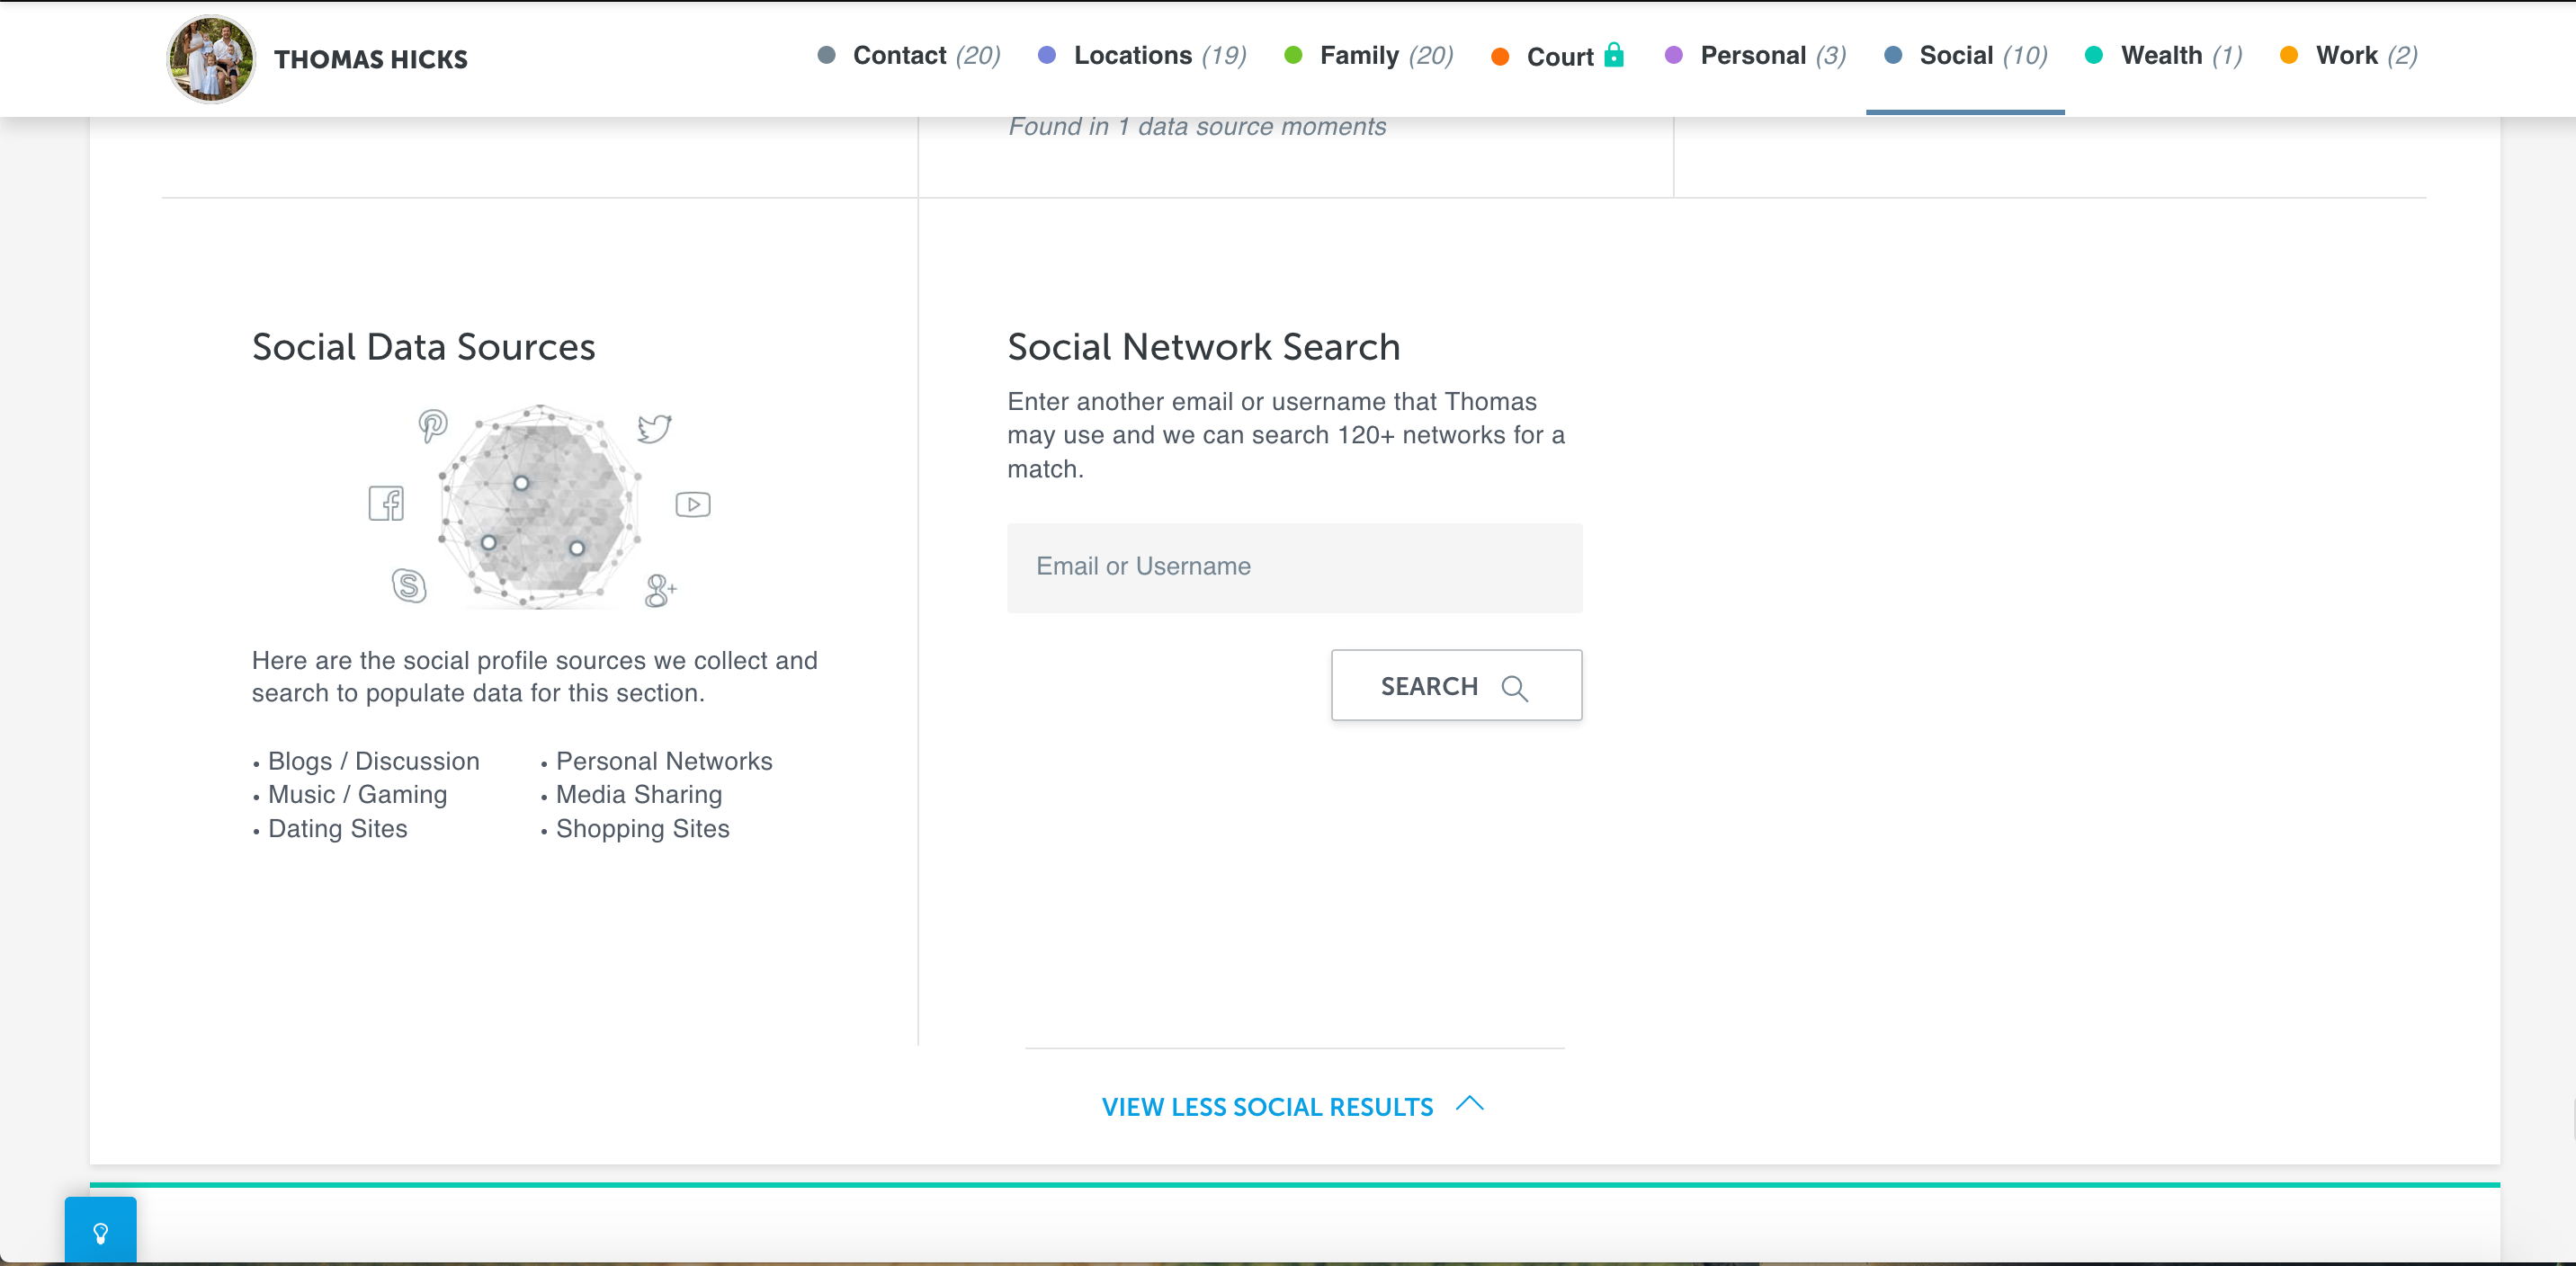 THOMAS HICKS
Contact (20)
Locations (19)
Family (20)
Court
Personal (3)
Social (10)
Wealth (1)
Work (2)
Found in 1 data source moments
Social Data Sources
Here are the social profile sources we collect and
search to populate data for this section.
• Blogs / Discussion
• Music / Gaming
• Dating Sites
• Personal Networks
• Media Sharing
• Shopping Sites
Social Network Search
Enter another email or username that Thomas
may use and we can search 120+ networks for a
match.
Email or Username
SEARCH
VIEW LESS SOCIAL RESULTS